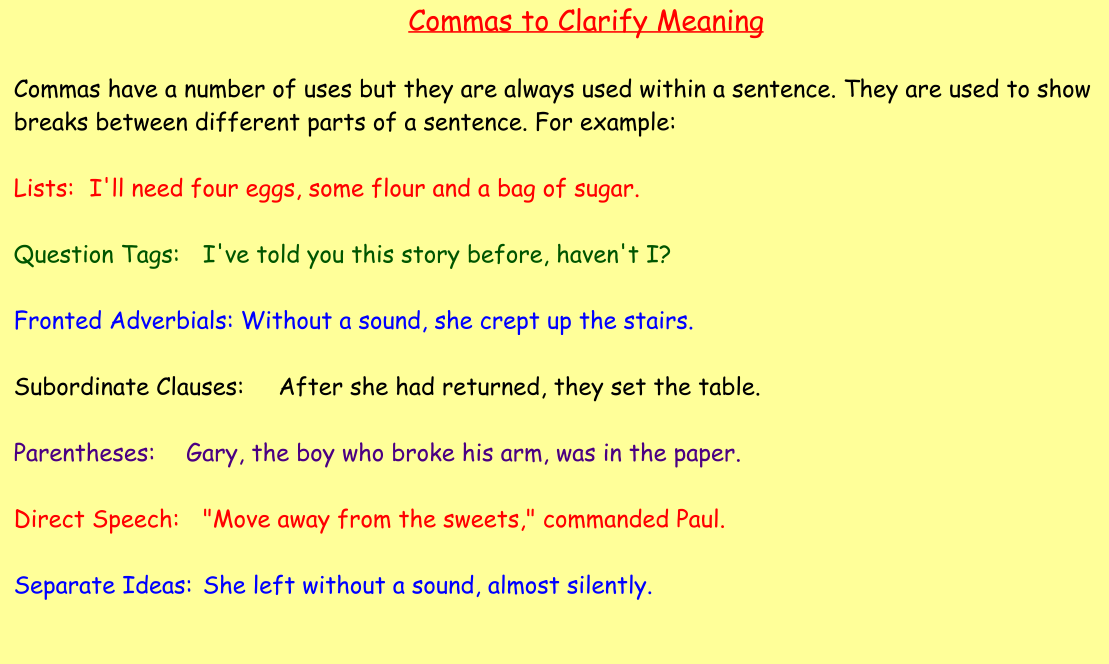 Commas to Clarify Meaning
Commas have a number of uses but they are always used within a sentence. They are used to show
breaks between different parts of a sentence. For example:
Lists: I'll need four eggs, some flour and a bag of sugar.
Question Tags: I've told you this story before, haven't I?
Fronted Adverbials: Without a sound, she crept up the stairs.
Subordinate Clauses: After she had returned, they set the table.
Parentheses: Gary, the boy who broke his arm, was in the paper.
Direct Speech: "Move away from the sweets," commanded Paul.
Separate Ideas: She left without a sound, almost silently.